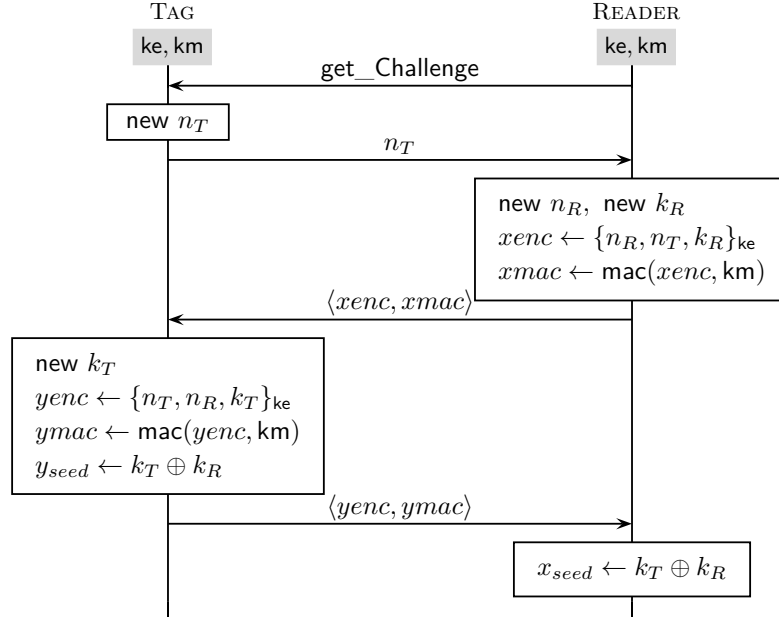 TAG READER
ke, km ke, km
get_Challenge
new n_T
n_T
new n_R, new k_R
xenc ← {n_R, n_T, k_R}_ke
xmac ← mac(xenc, km)
⟨xenc, xmac⟩
new k_T
yenc ← {n_T, n_R, k_T}_ke
ymac ← mac(yenc, km)
y_seed ← k_T ⊕ k_R
⟨yenc, ymac⟩
x_seed ← k_T ⊕ k_R